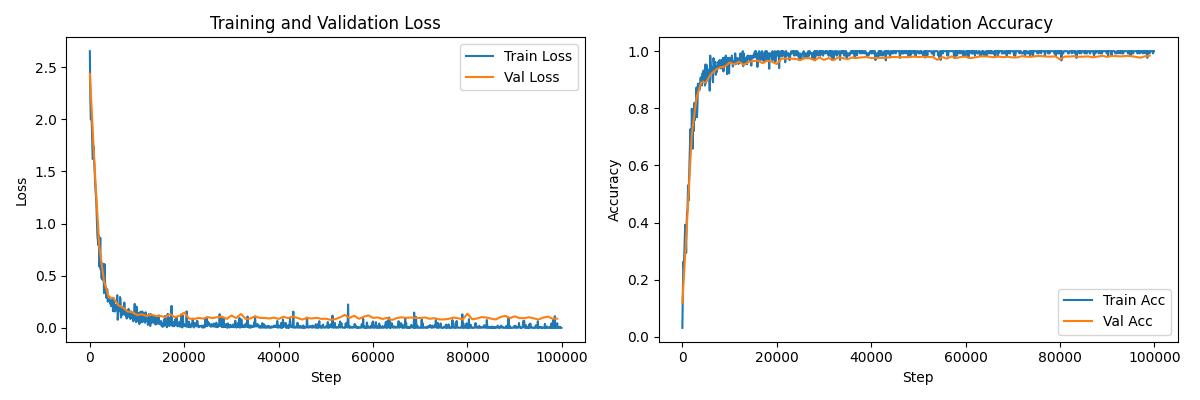 Training and Validation Loss
Loss
2.5
2.0
1.5
1.0
0.5
0.0
Train Loss
Val Loss
0
20000
40000
60000
80000
100000
Step
Training and Validation Accuracy
Accuracy
1.0
0.8
0.6
0.4
0.2
0.0
Train Acc
Val Acc
0
20000
40000
60000
80000
100000
Step